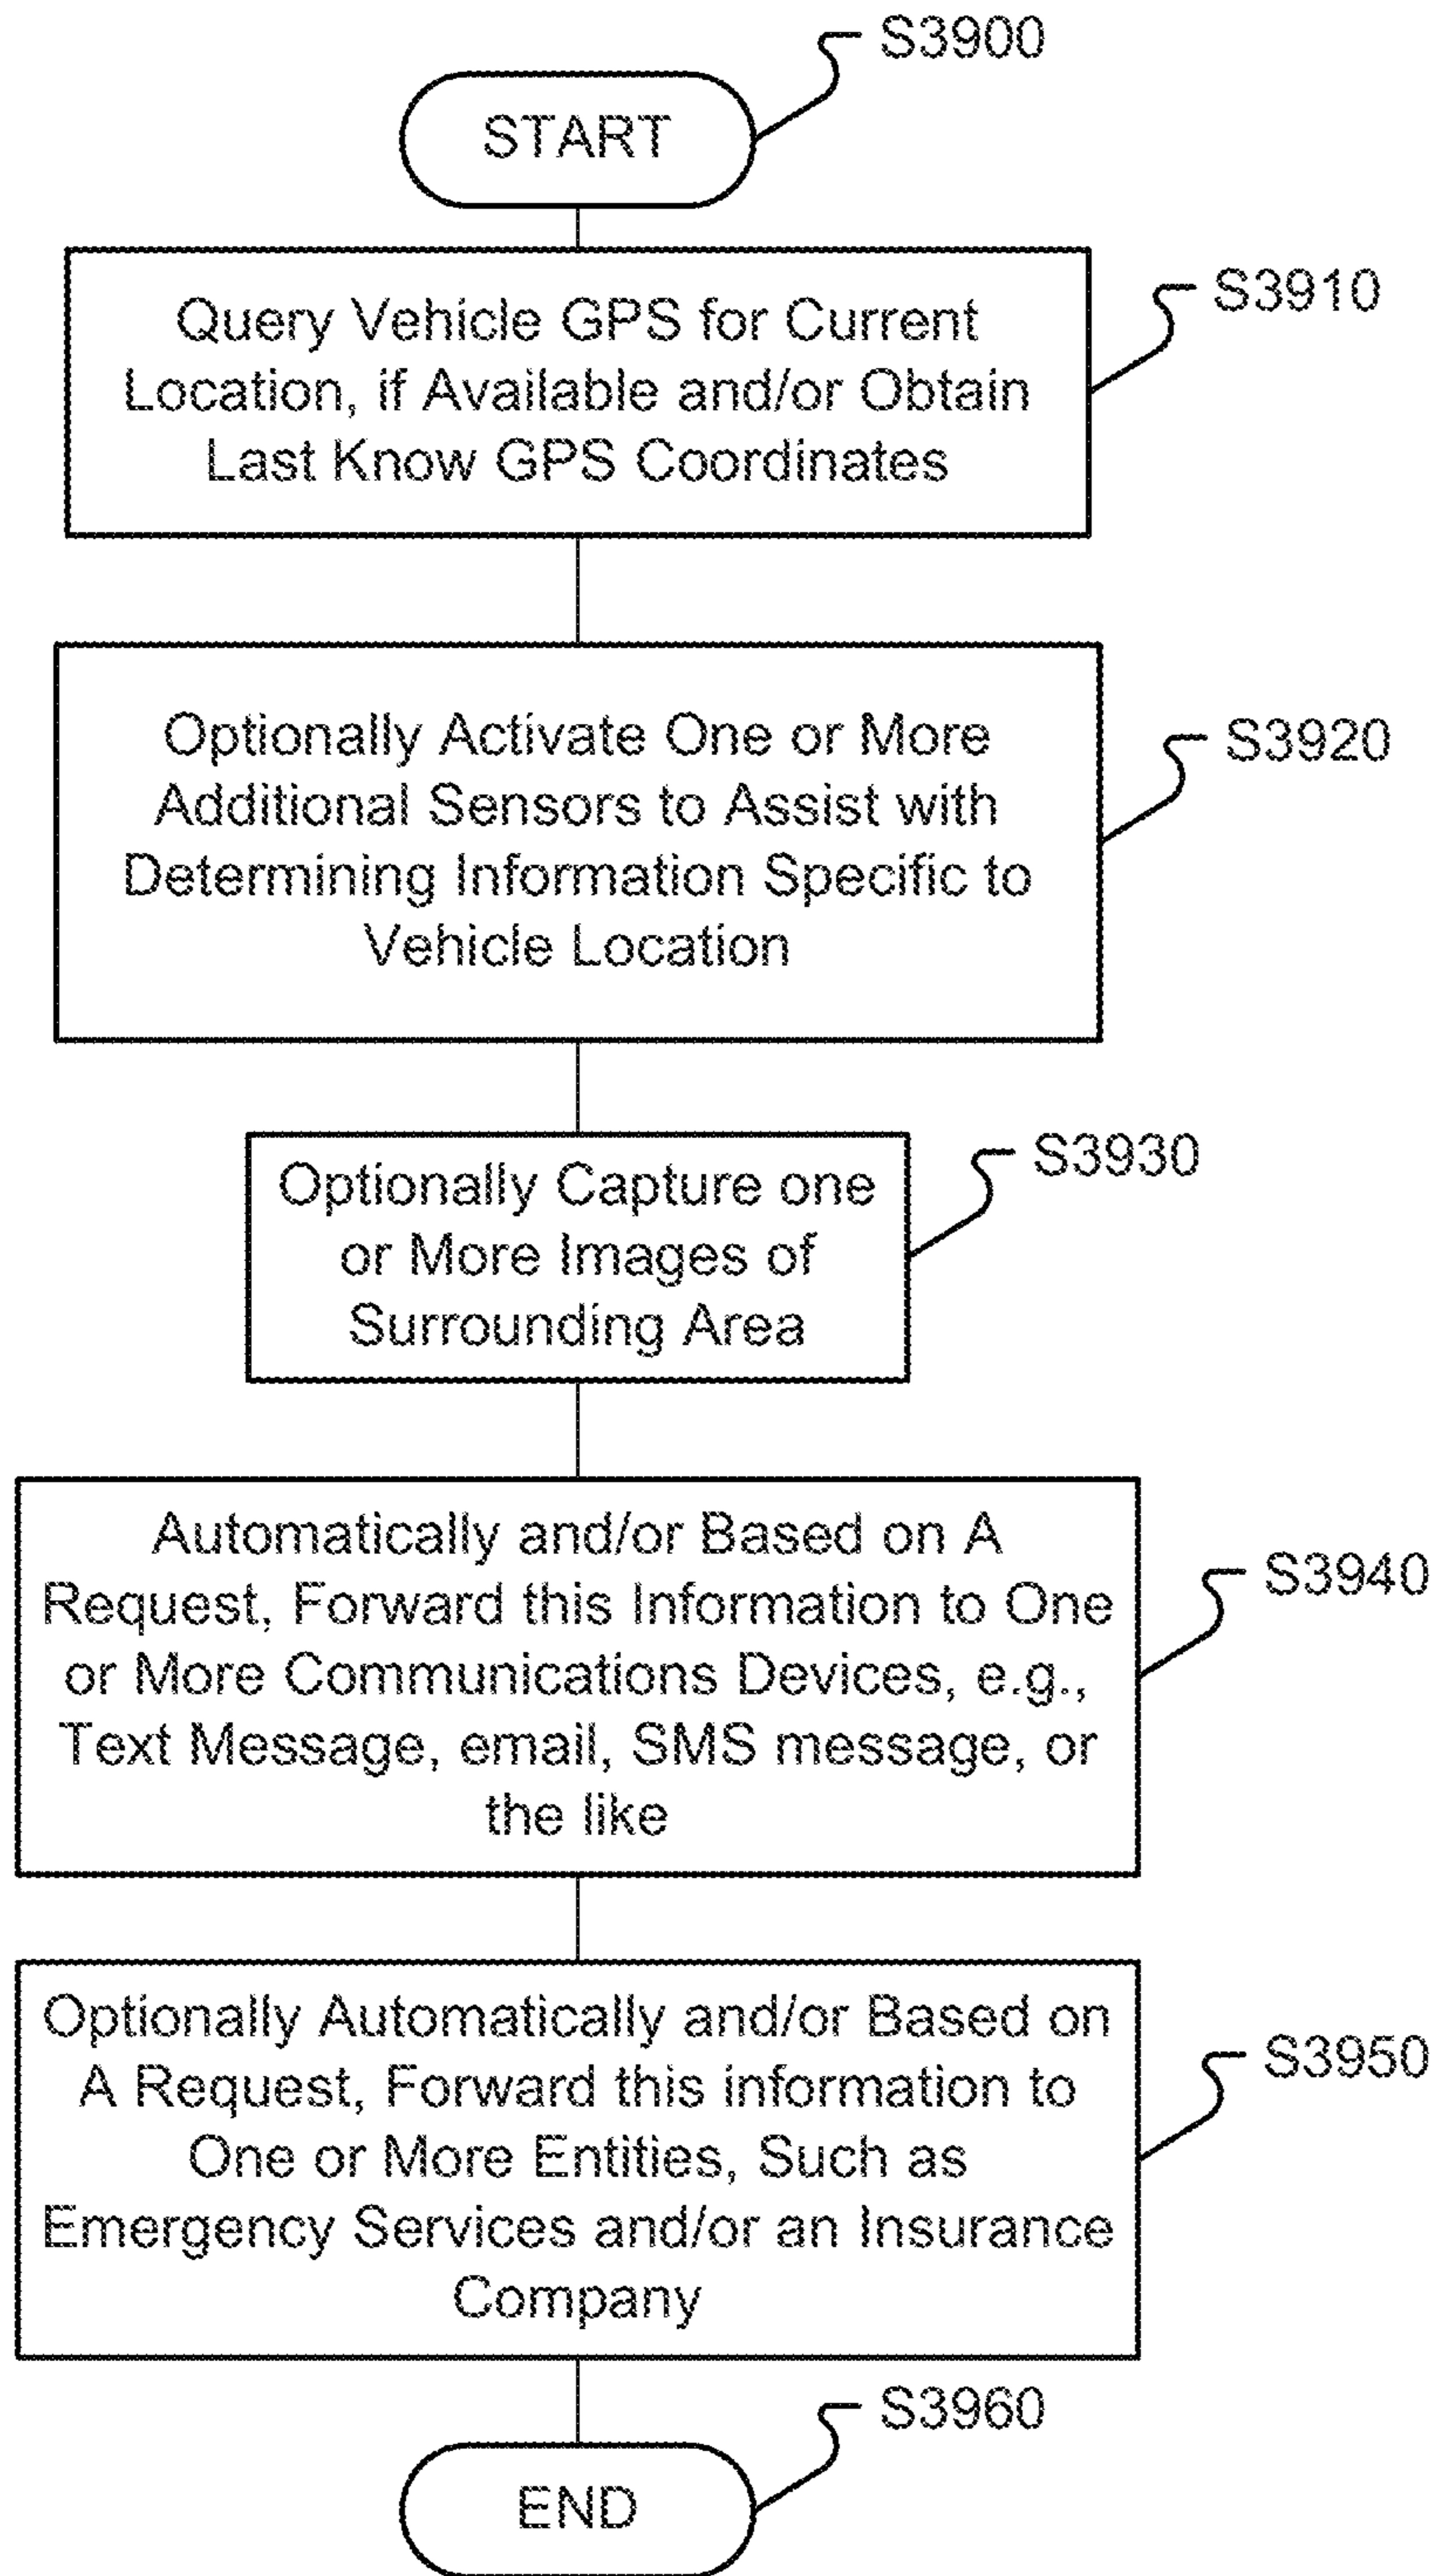 S3900
START
S3910
Query Vehicle GPS for Current
Location, if Available and/or Obtain
Last Know GPS Coordinates
S3920
Optionally Activate One or More
Additional Sensors to Assist with
Determining Information Specific to
Vehicle Location
S3930
Optionally Capture one
or More Images of
Surrounding Area
S3940
Automatically and/or Based on A
Request, Forward this Information to One
or More Communications Devices, e.g.,
Text Message, email, SMS message, or
the like
S3950
Optionally Automatically and/or Based on
A Request, Forward this information to
One or More Entities, Such as
Emergency Services and/or an Insurance
Company
S3960
END